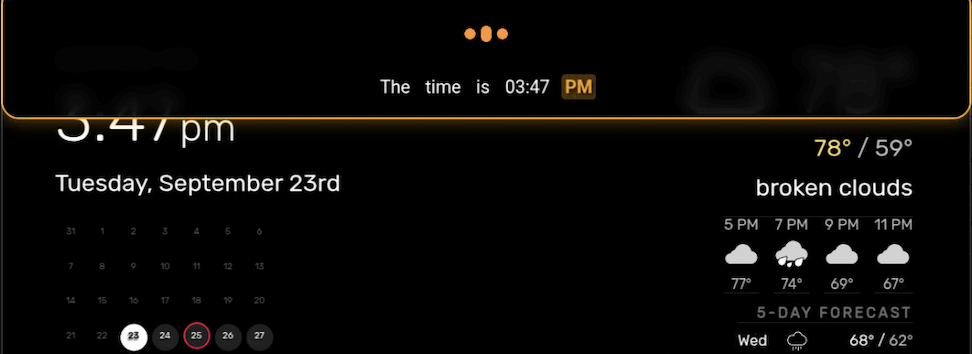 The time is 03:47 PM
3:47 pm
Tuesday, September 23rd
31 1 2 3 4 5 6
7 8 9 10 11 12 13
14 15 16 17 18 19 20
21 22 23 24 25 26 27
78° / 59°
broken clouds
5 PM 7 PM 9 PM 11 PM
77° 74° 69° 67°
5-DAY FORECAST
Wed 68° / 62°